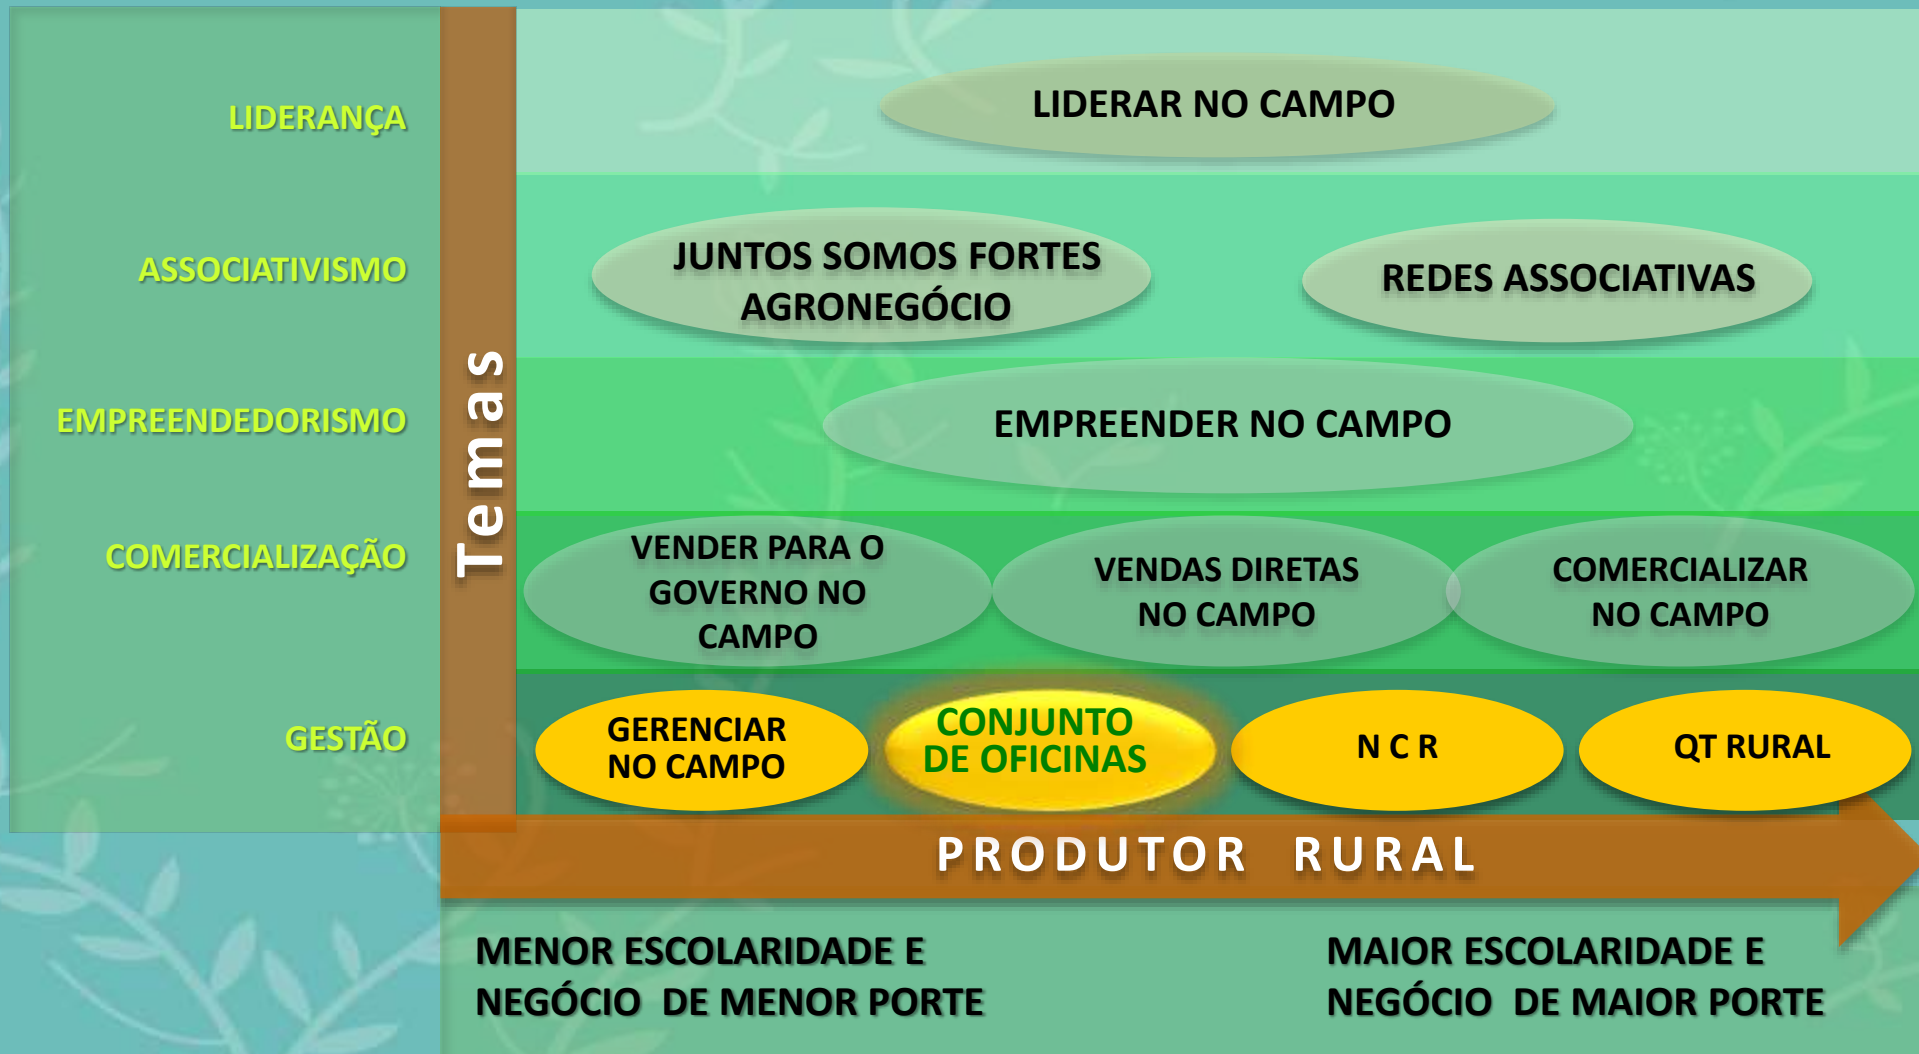 LIDERANÇA
LIDERAR NO CAMPO
ASSOCIATIVISMO
JUNTOS SOMOS FORTES
AGRONEGÓCIO
REDES ASSOCIATIVAS
Temas
EMPREENDEDORISMO
EMPREENDER NO CAMPO
COMERCIALIZAÇÃO
VENDER PARA O
GOVERNO NO
CAMPO
VENDAS DIRETAS
NO CAMPO
COMERCIALIZAR
NO CAMPO
GESTÃO
GERENCIAR
NO CAMPO
CONJUNTO
DE OFICINAS
N C R
QT RURAL
PRODUTOR RURAL
MENOR ESCOLARIDADE E
NEGÓCIO DE MENOR PORTE
MAIOR ESCOLARIDADE E
NEGÓCIO DE MAIOR PORTE